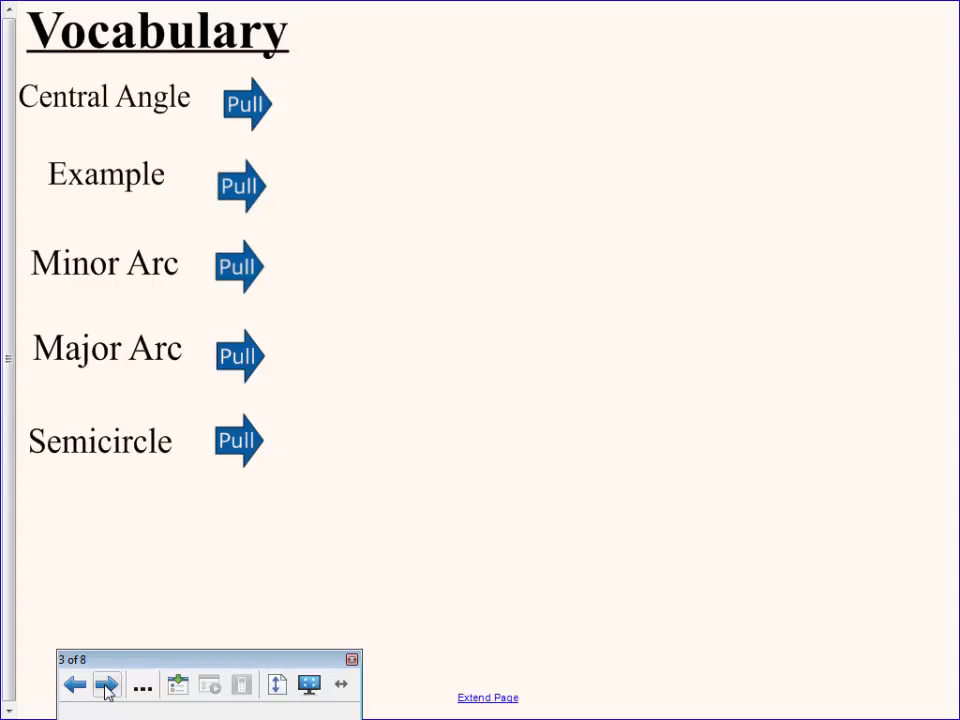 Vocabulary
Central Angle Pull
Example Pull
Minor Arc Pull
Major Arc Pull
Semicircle Pull
3 of 8
Extend Page